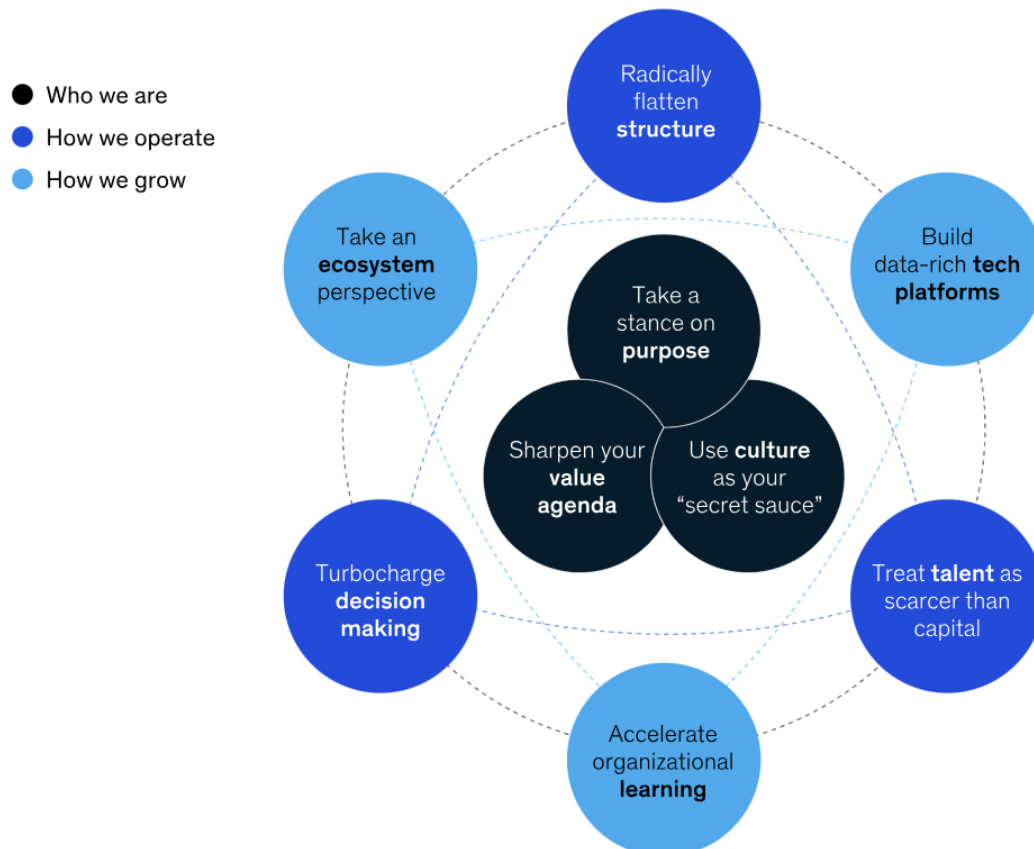 Who we are
How we operate
How we grow
Radically
flatten
structure
Take an
ecosystem
perspective
Build
data-rich tech
platforms
Take a
stance on
purpose
Sharpen your
value
agenda
Use culture
as your
“secret sauce”
Turbocharge
decision
making
Treat talent as
scarcer than
capital
Accelerate
organizational
learning